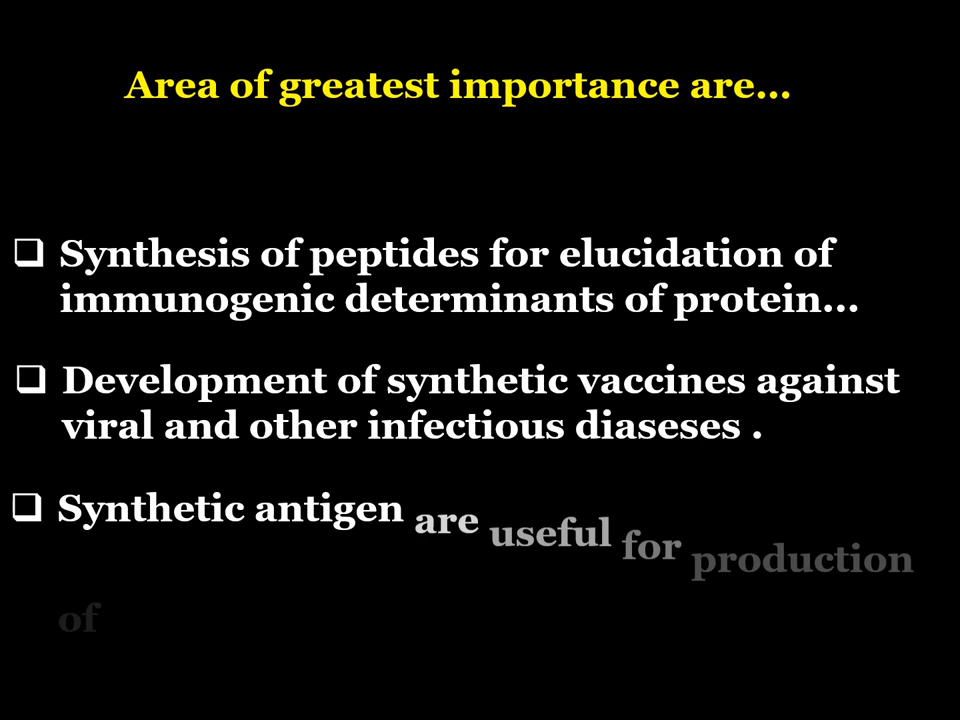 Area of greatest importance are...
Synthesis of peptides for elucidation of
immunogenic determinants of protein...
Development of synthetic vaccines against
viral and other infectious diaseses .
Synthetic antigen are useful for production
of